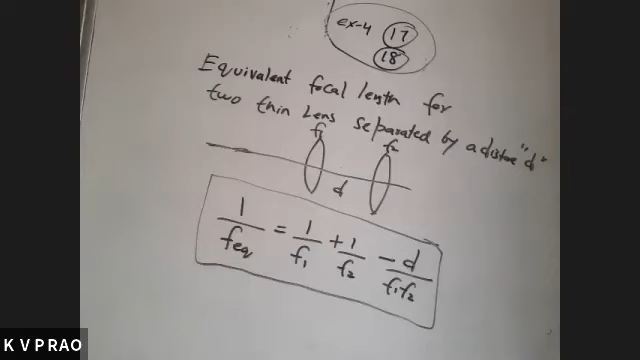 ex-4 17
18
Equivalent focal length for
two thin Lens separated by a distance "d"
f₁ f₂
d
1/feq = 1/f₁ + 1/f₂ - d/f₁f₂
K V P RAO